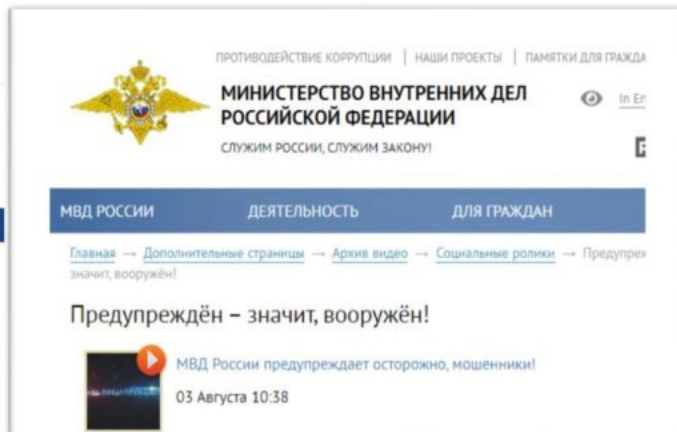 ПРОТИВОДЕЙСТВИЕ КОРРУПЦИИ | НАШИ ПРОЕКТЫ | ПАМЯТКИ ДЛЯ ГРАЖДА
МИНИСТЕРСТВО ВНУТРЕННИХ ДЕЛ
РОССИЙСКОЙ ФЕДЕРАЦИИ
In En
СЛУЖИМ РОССИИ, СЛУЖИМ ЗАКОНУ!
МВД РОССИИ ДЕЯТЕЛЬНОСТЬ ДЛЯ ГРАЖДАН
Главная → Дополнительные страницы → Архив видео → Социальные ролики → Предупреж
значит, вооружён!
Предупреждён – значит, вооружён!
МВД России предупреждает осторожно, мошенники!
03 Августа 10:38